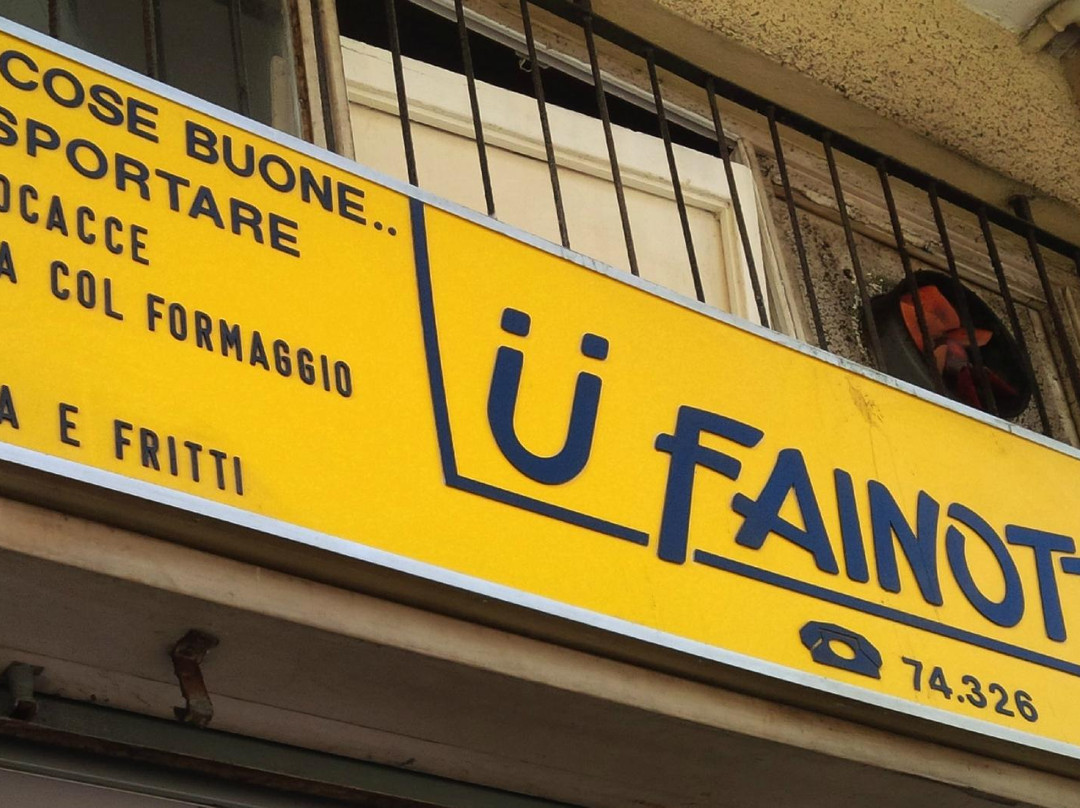 COSE BUONE..
SPORTARE
OCACCE
A COL FORMAGGIO
A E FRITTI
Ü FAINOT
74.326